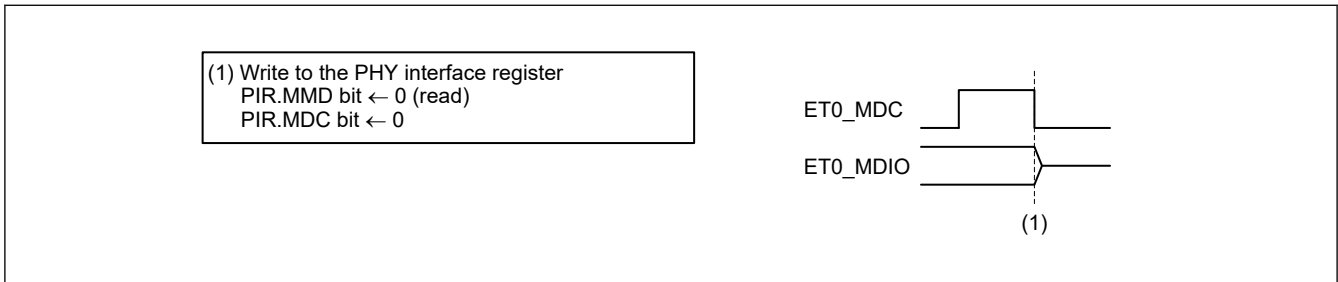 (1) Write to the PHY interface register
PIR.MMD bit ← 0 (read)
PIR.MDC bit ← 0
ET0_MDC
ET0_MDIO
(1)